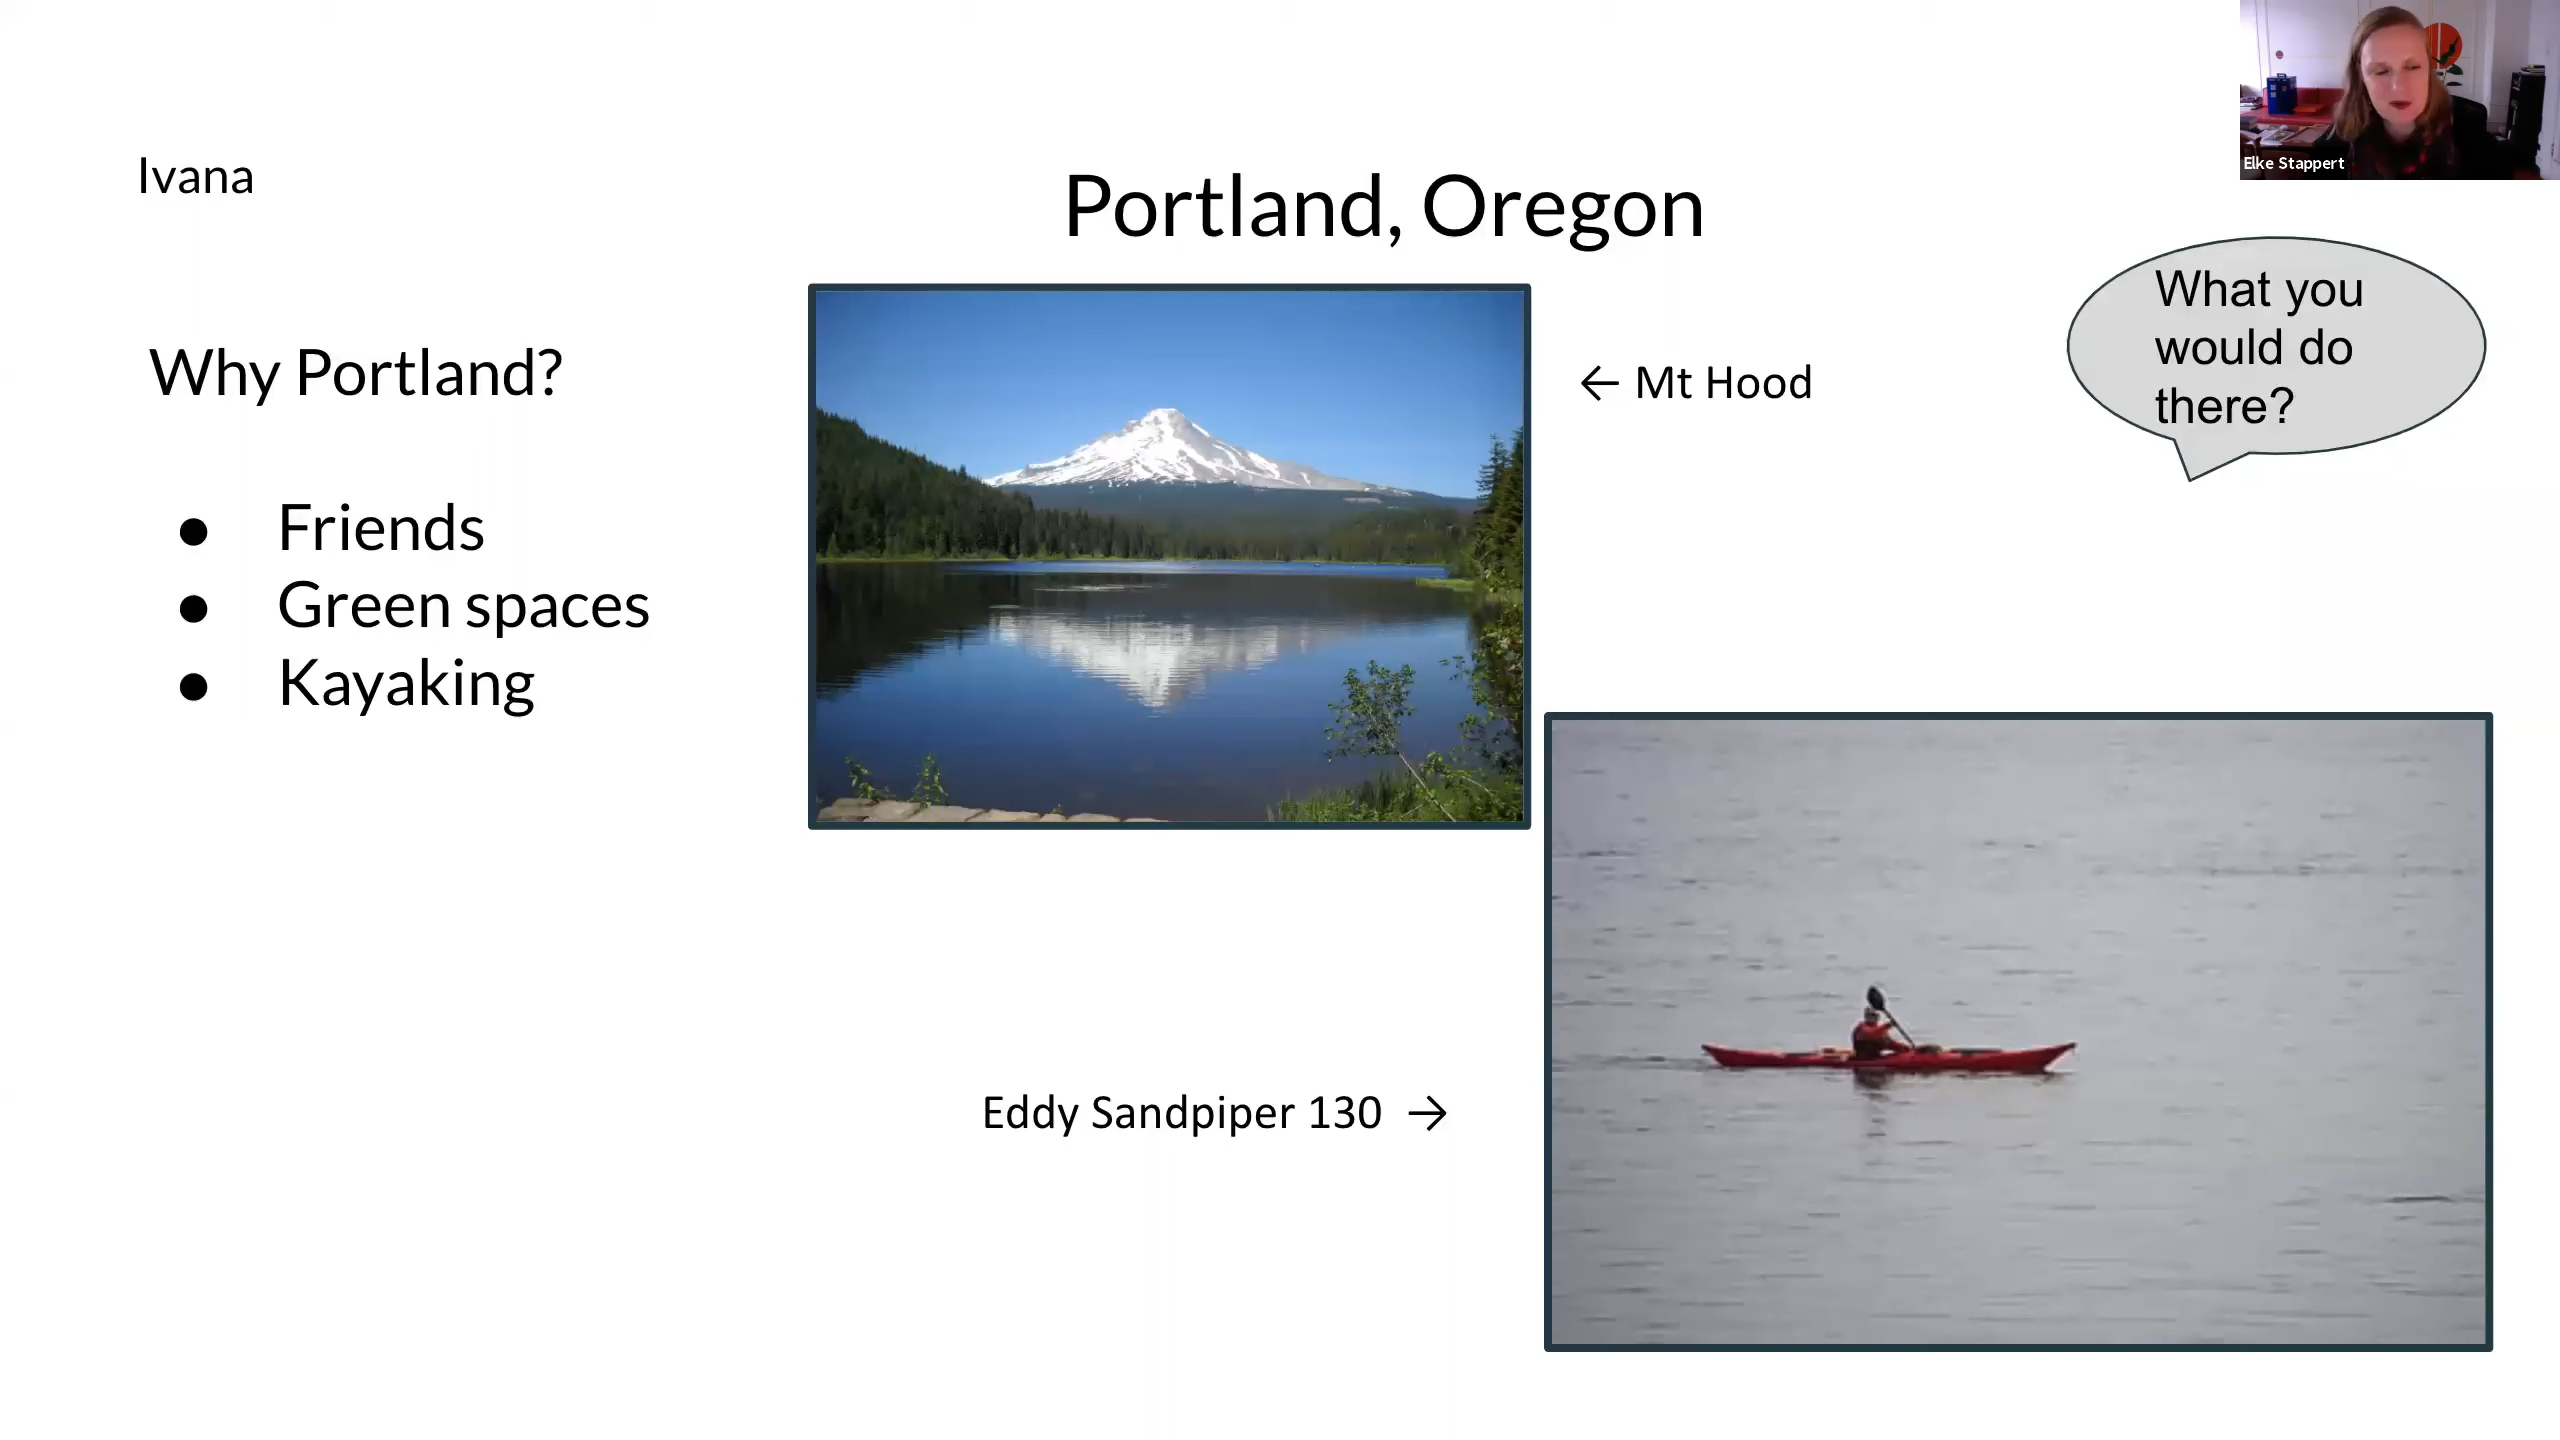 Elke Stappert
Ivana
Portland, Oregon
What you
would do
there?
Why Portland?
← Mt Hood
● Friends
● Green spaces
● Kayaking
Eddy Sandpiper 130 →